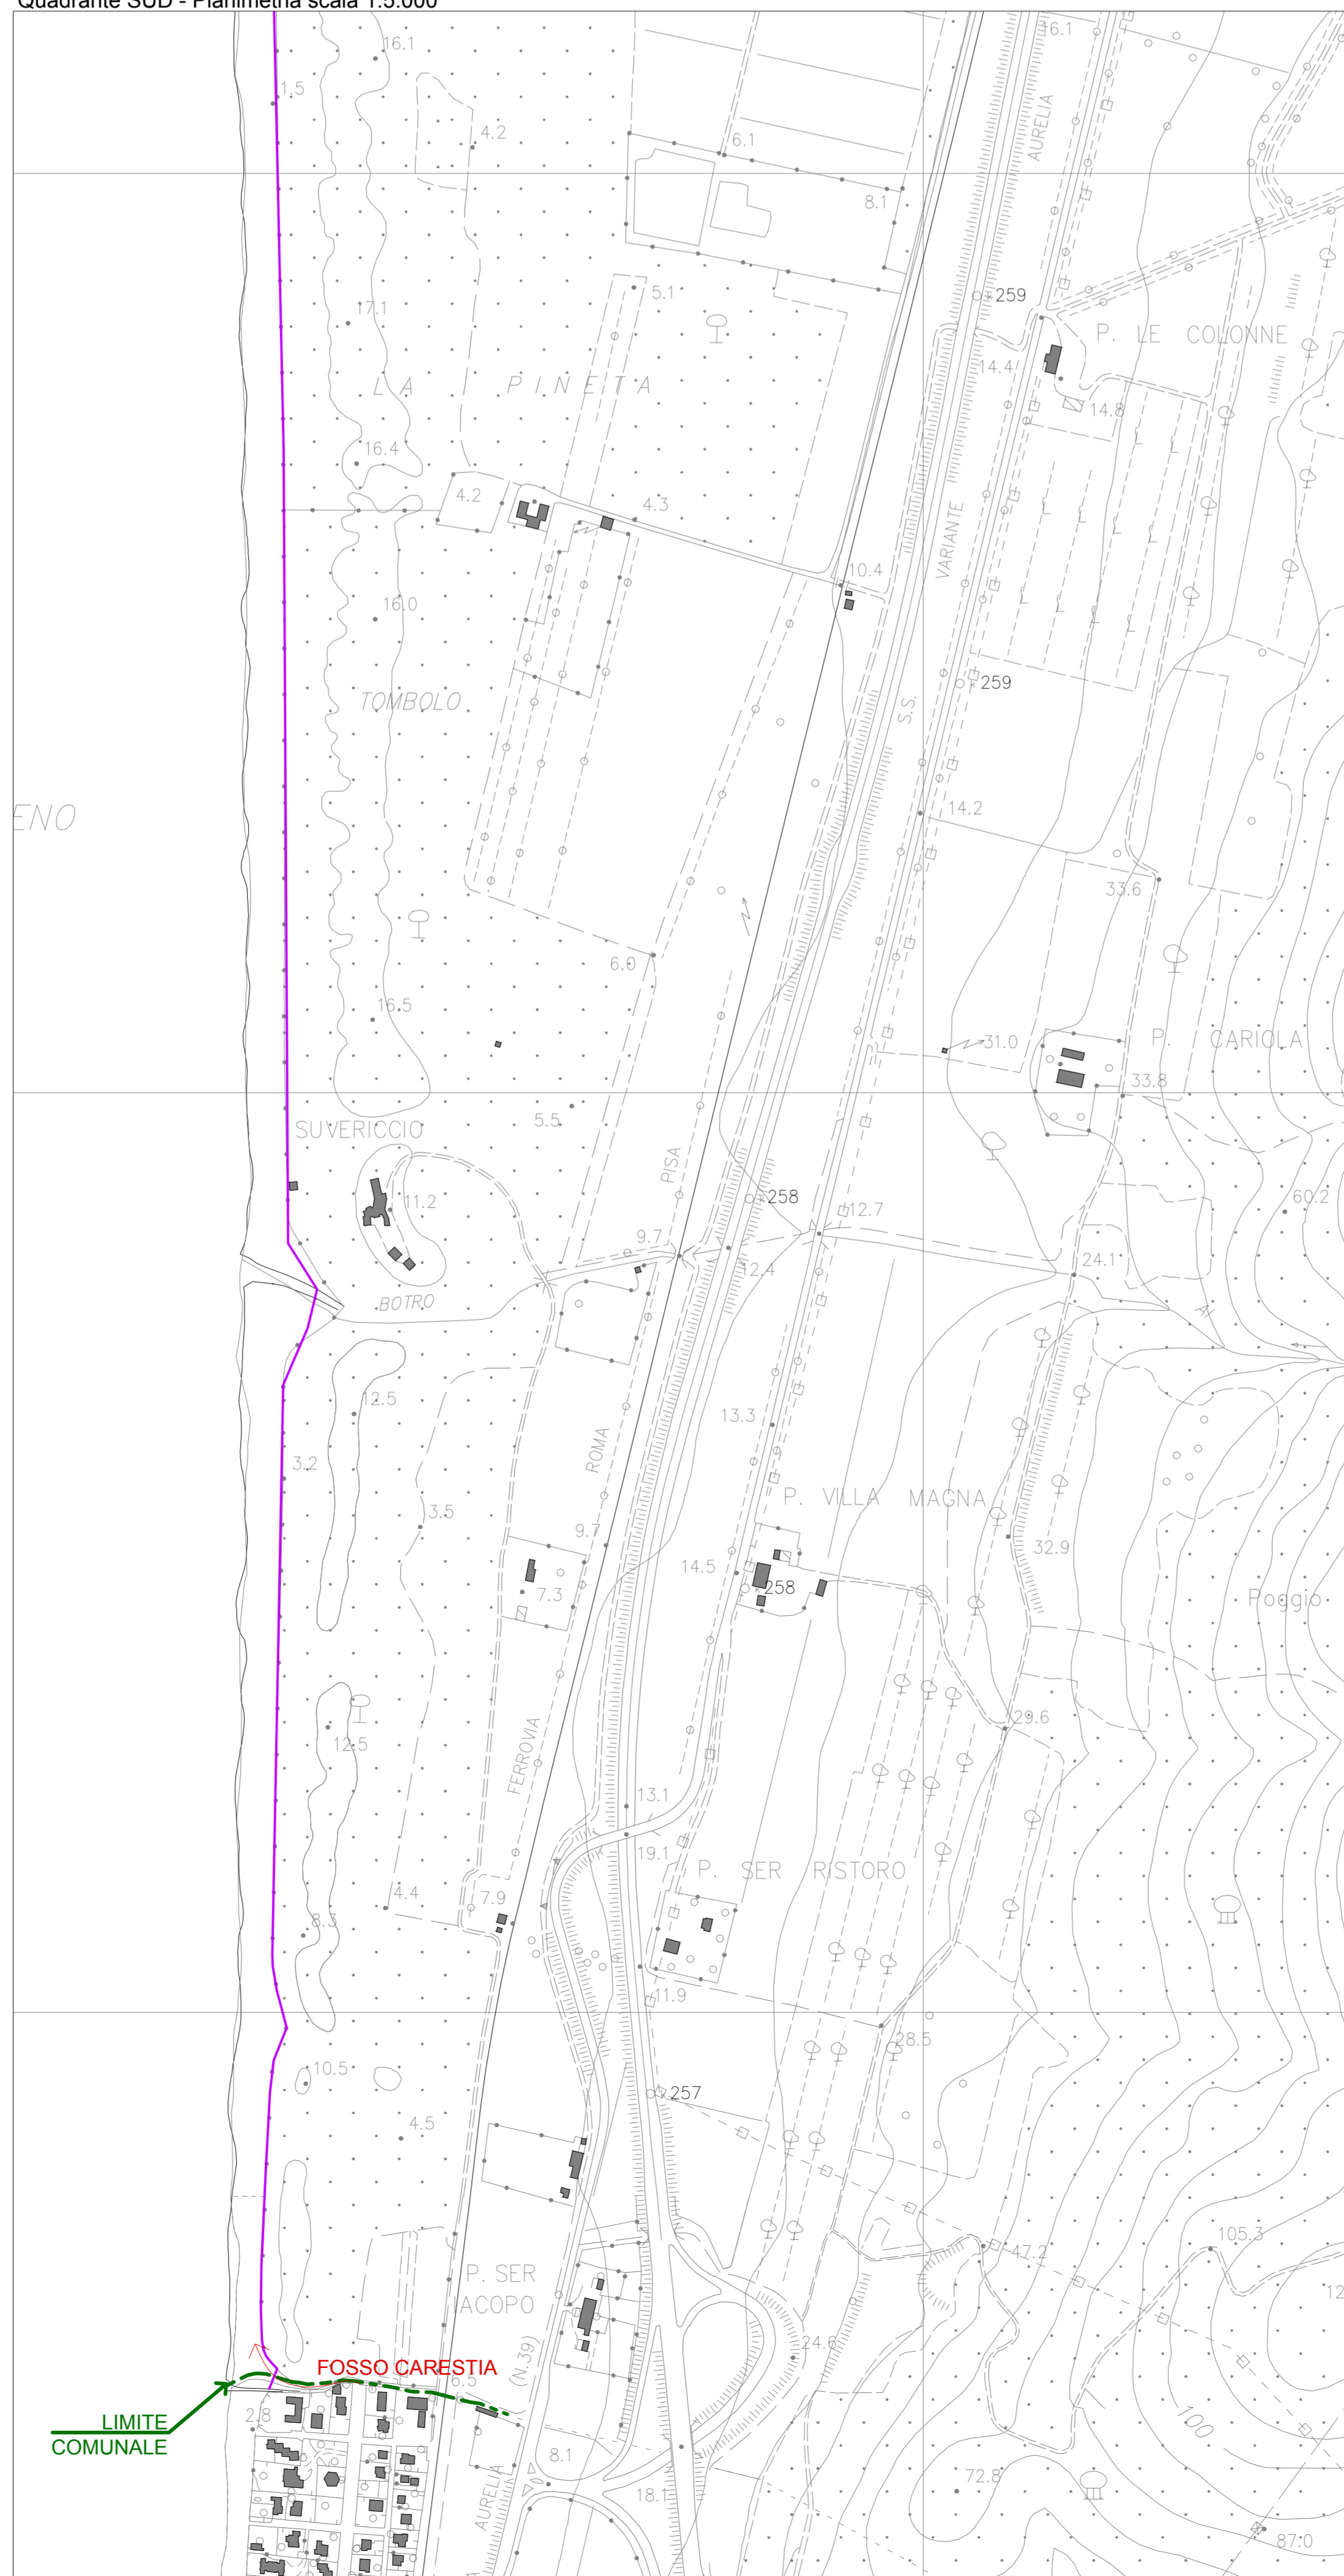 Quadrante SUD - Planimetria scala 1:5.000
16.1
16.1
1.5
AURELIA
4.2
6.1
8.1
5.1
259
17.1
P. LE COLONNE
14.4
LA PINETA
14.8
16.4
4.2
4.3
VARIANTE
10.4
16.0
259
TOMBOLO
S.S.
14.2
ENO
33.6
6.0
16.5
31.0
P. CARIOLA
33.8
5.5
SUVERICCIO
PISA
11.2
258
12.7
60.2
9.7
24.1
12.4
BOTRO
12.5
13.3
ROMA
3.2
P. VILLA MAGNA
3.5
9.7
32.9
14.5
7.3
258
Poggio
29.6
12.5
FERROVIA
13.1
19.1
P. SER RISTORO
4.4
7.9
8.3
11.9
28.5
10.5
257
4.5
105.3
47.2
P. SER
IACOPO
12
24.6
(N.39)
FOSSO CARESTIA
6.5
2.8
LIMITE
COMUNALE
100
8.1
72.8
18.1
AURELIA
87.0